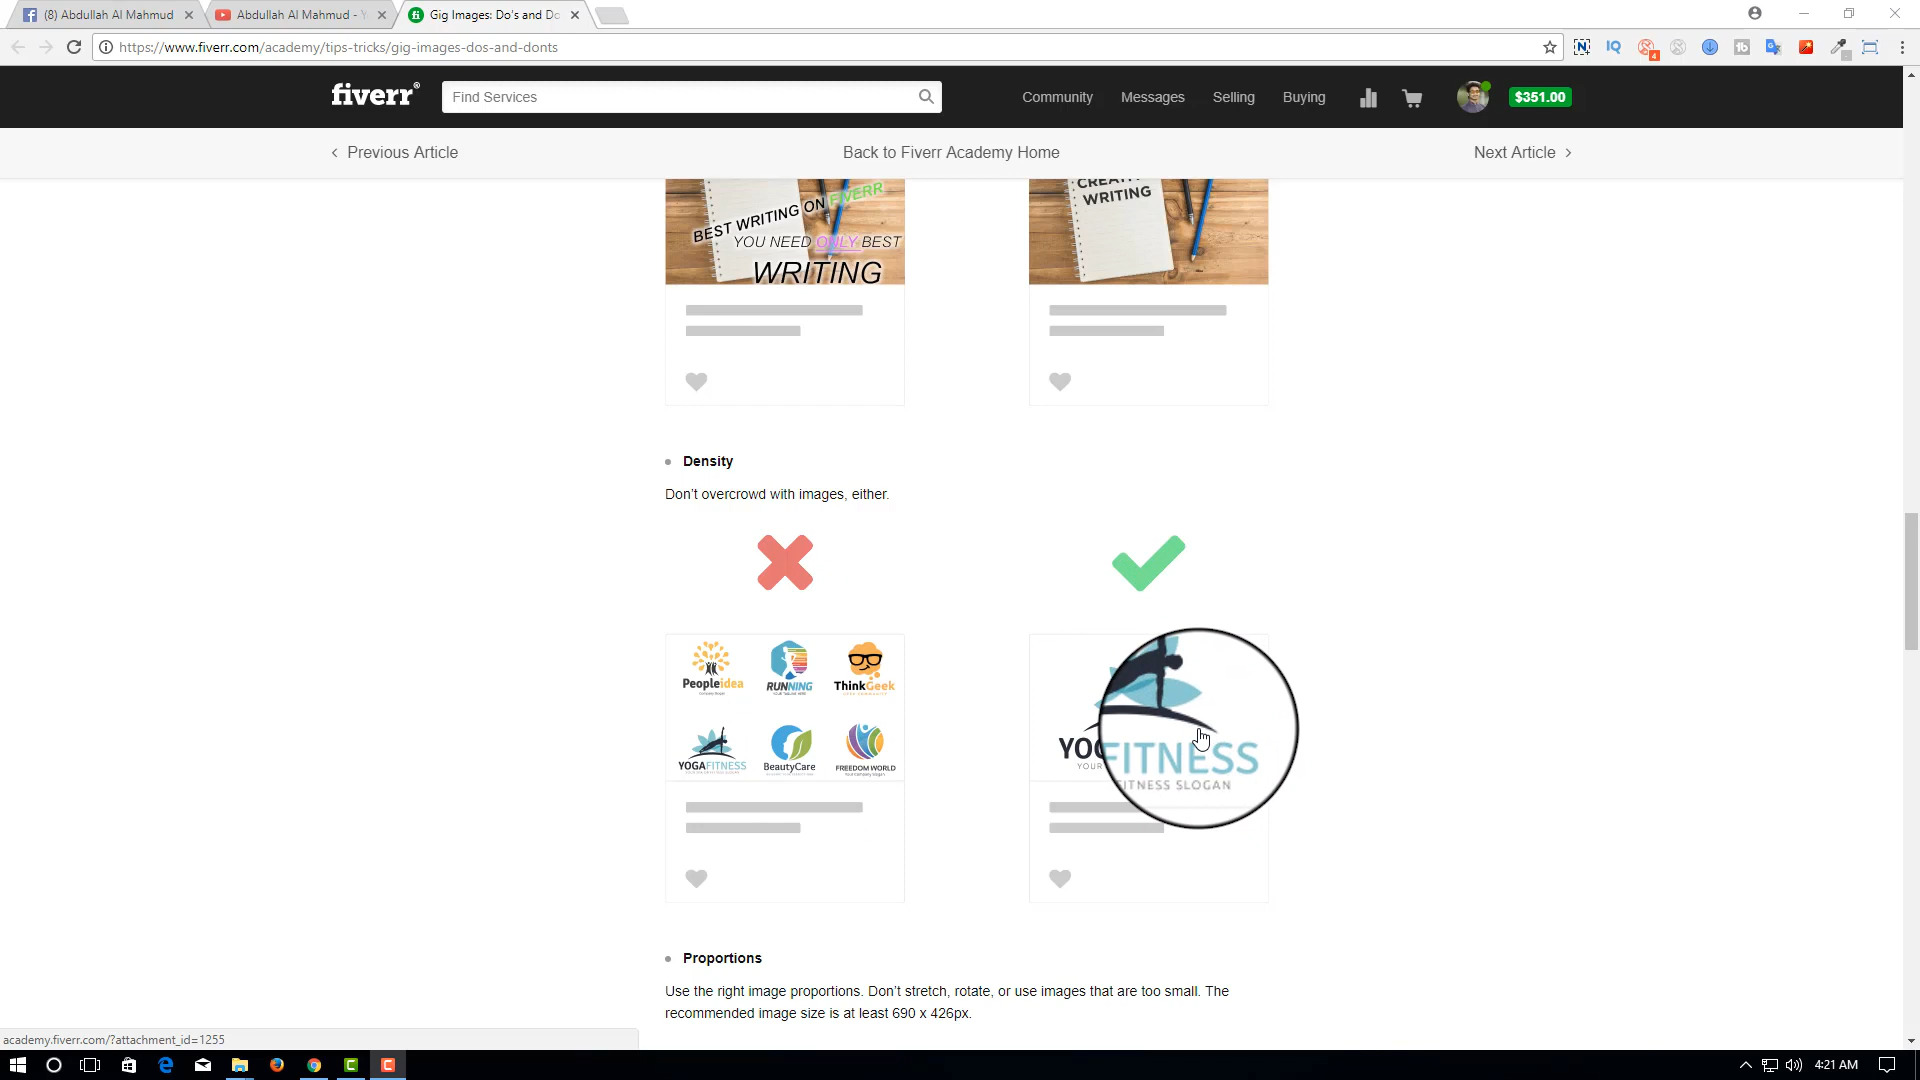 (8) Abdullah Al Mahmud
Abdullah Al Mahmud -
Gig Images: Do's and Do
https://www.fiverr.com/academy/tips-tricks/gig-images-dos-and-donts
fiverr®
Find Services
Community
Messages
Selling
Buying
$351.00
Previous Article
Back to Fiverr Academy Home
Next Article
BEST WRITING ON FIVERR
YOU NEED ONLY BEST
WRITING
WRITING
Density
Don't overcrowd with images, either.
Peopleidea
RUNNING
ThinkGeek
YOGAFITNESS
BeautyCare
FREEDOM WORLD
YO
FITNESS
YOUR
FITNESS SLOGAN
Proportions
Use the right image proportions. Don't stretch, rotate, or use images that are too small. The
recommended image size is at least 690 x 426px.
academy.fiverr.com/?attachment_id=1255
4:21 AM